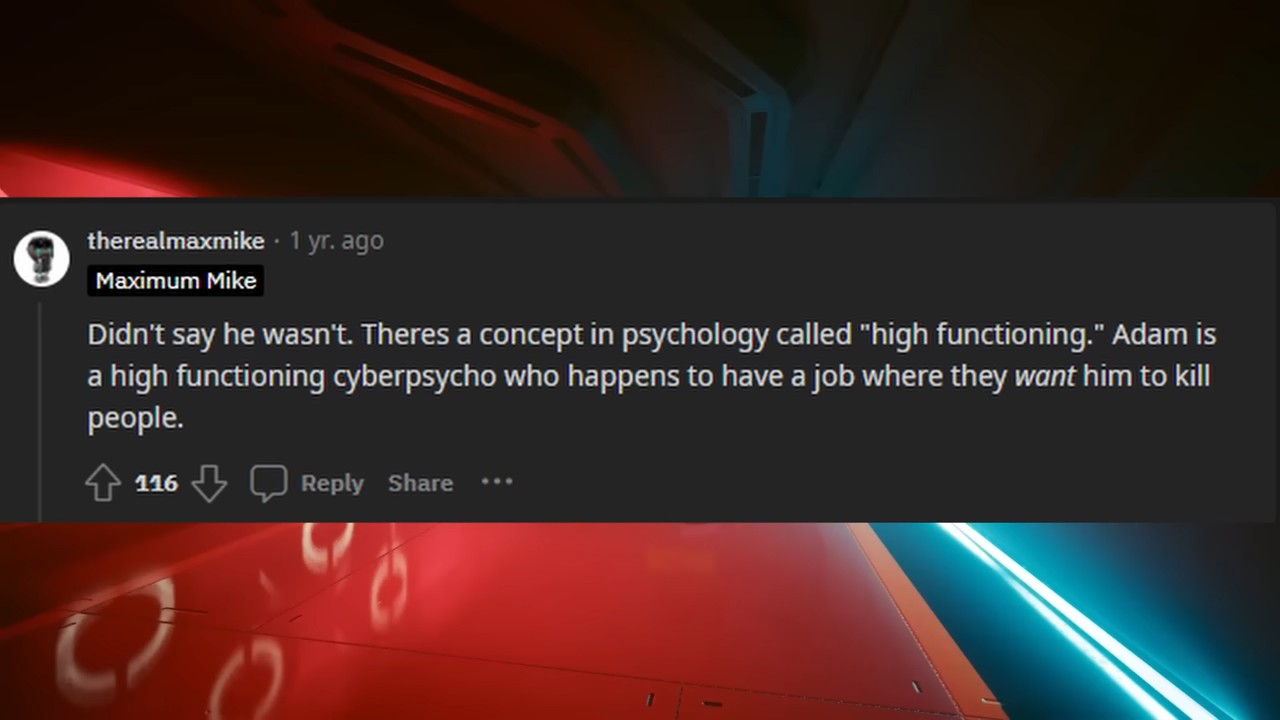 therealmaxmike · 1 yr. ago
Maximum Mike
Didn't say he wasn't. Theres a concept in psychology called "high functioning." Adam is
a high functioning cyberpsycho who happens to have a job where they want him to kill
people.
116 Reply Share ···